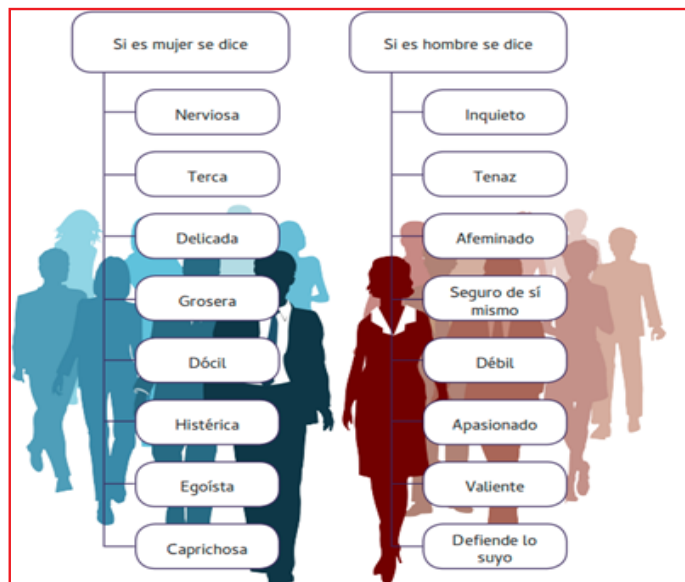 Si es mujer se dice
Nerviosa
Terca
Delicada
Grosera
Dócil
Histérica
Egoísta
Caprichosa
Si es hombre se dice
Inquieto
Tenaz
Afeminado
Seguro de sí
mismo
Débil
Apasionado
Valiente
Defiende lo
suyo